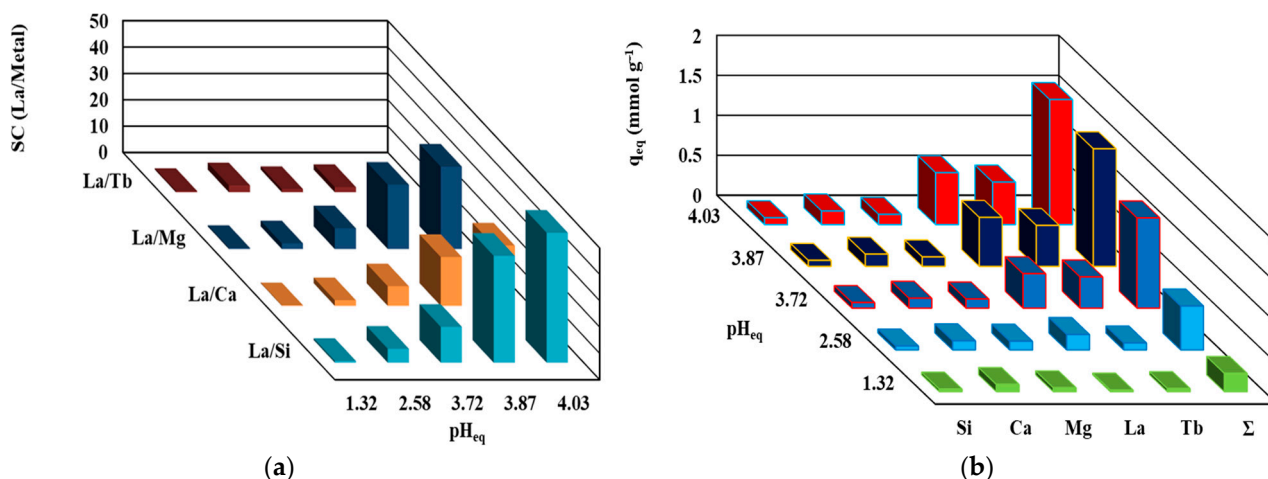 SC (La/Metal)
50
40
30
20
10
0
La/Tb
La/Mg
La/Ca
La/Si
1.32 2.58 3.72 3.87 4.03
pHeq
(a)
qeq (mmol g⁻¹)
2
1.5
1
0.5
0
4.03
3.87
3.72
2.58
1.32
pHeq
Si Ca Mg La Tb Σ
(b)